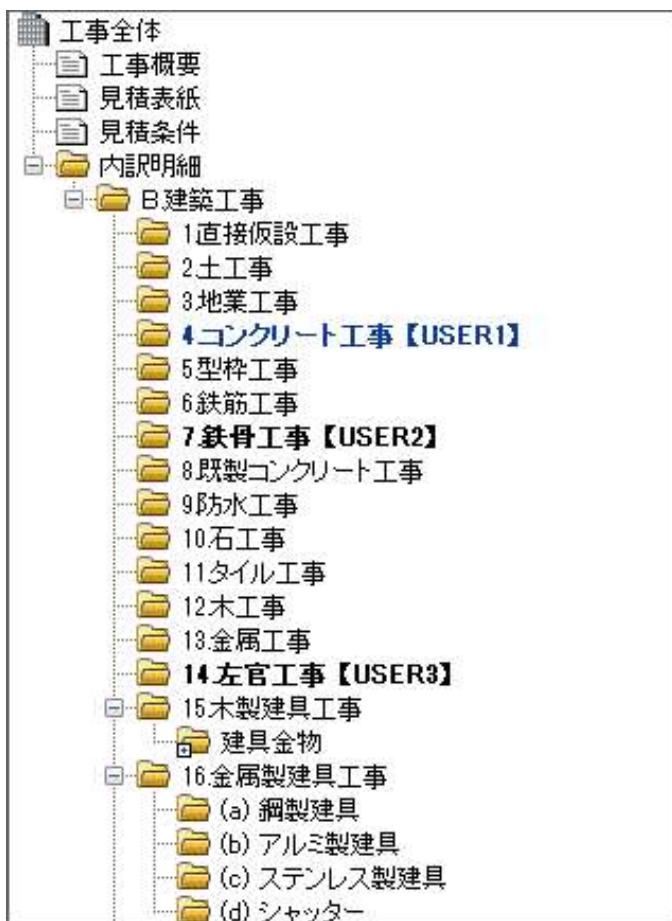 工事全体
工事概要
見積表紙
見積条件
内訳明細
B.建築工事
1.直接仮設工事
2.土工事
3.地業工事
4.コンクリート工事【USER1】
5.型枠工事
6.鉄筋工事
7.鉄骨工事【USER2】
8.既製コンクリート工事
9.防水工事
10.石工事
11.タイル工事
12.木工事
13.金属工事
14.左官工事【USER3】
15.木製建具工事
建具金物
16.金属製建具工事
(a) 鋼製建具
(b) アルミ製建具
(c) ステンレス製建具
(d) シャッター